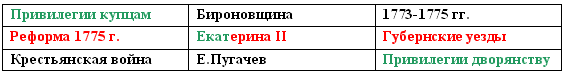 Привилегии купцам Бироновщина 1773-1775 гг.
Реформа 1775 г. Екатерина II Губернские уезды
Крестьянская война Е.Пугачев Привилегии дворянству